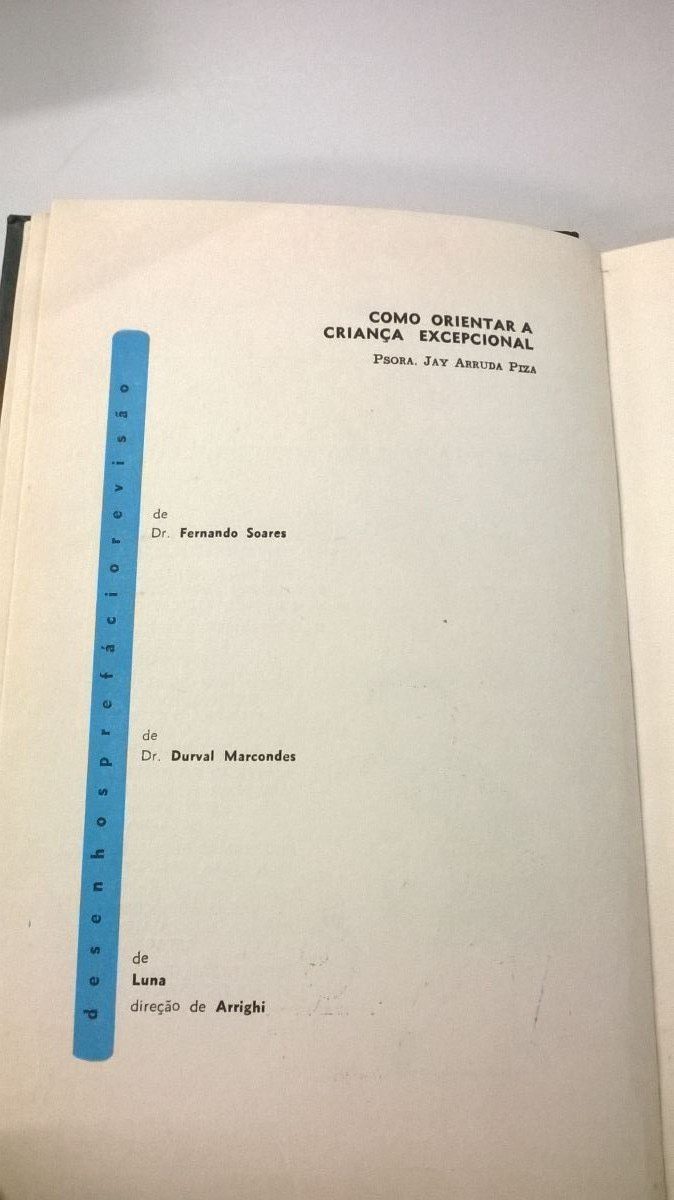 COMO ORIENTAR A
CRIANÇA EXCEPCIONAL
PSORA. JAY ARRUDA PIZA
desenhosprefáciorevisão
de
Dr. Fernando Soares
de
Dr. Durval Marcondes
de
Luna
direção de Arrighi